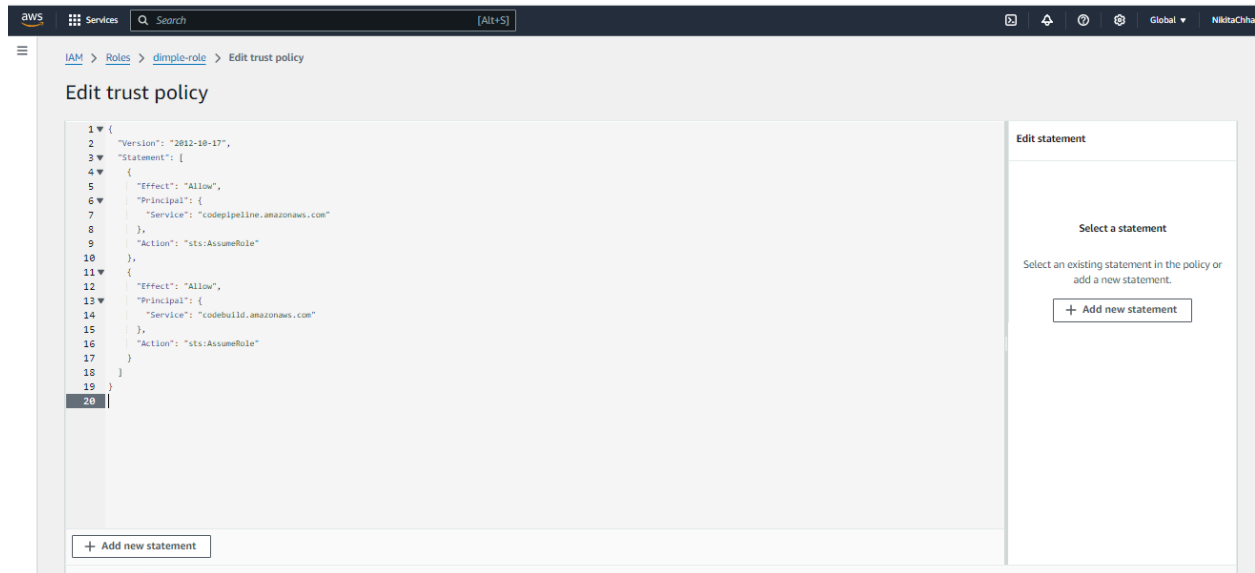 aws Services Search [Alt+S] Global ▼ NikitaChha
IAM > Roles > dimple-role > Edit trust policy
Edit trust policy
1 {
2 "Version": "2012-10-17",
3 "Statement": [
4 {
5 "Effect": "Allow",
6 "Principal": {
7 "Service": "codepipeline.amazonaws.com"
8 },
9 "Action": "sts:AssumeRole"
10 },
11 {
12 "Effect": "Allow",
13 "Principal": {
14 "Service": "codebuild.amazonaws.com"
15 },
16 "Action": "sts:AssumeRole"
17 }
18 ]
19 }
20
+ Add new statement
Edit statement
Select a statement
Select an existing statement in the policy or
add a new statement.
+ Add new statement